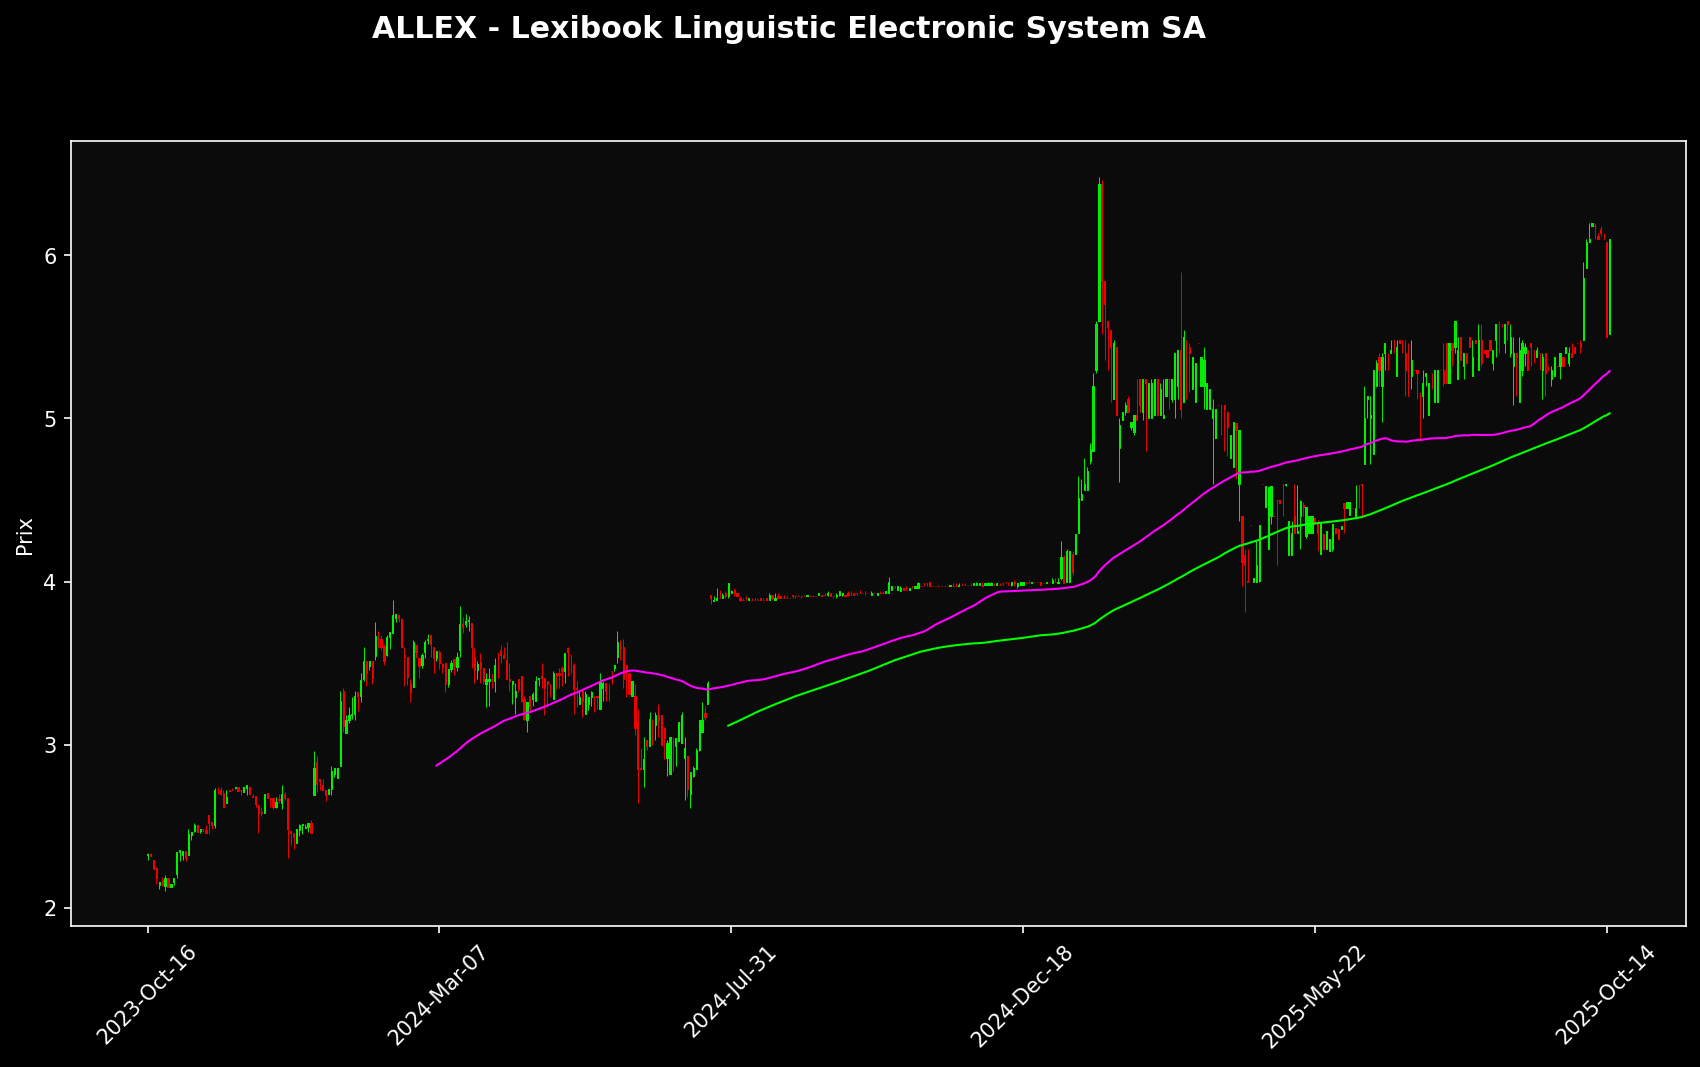 ALLEX - Lexibook Linguistic Electronic System SA
Prix
6
5
4
3
2
2023-Oct-16
2024-Mar-07
2024-Jul-31
2024-Dec-18
2025-May-22
2025-Oct-14